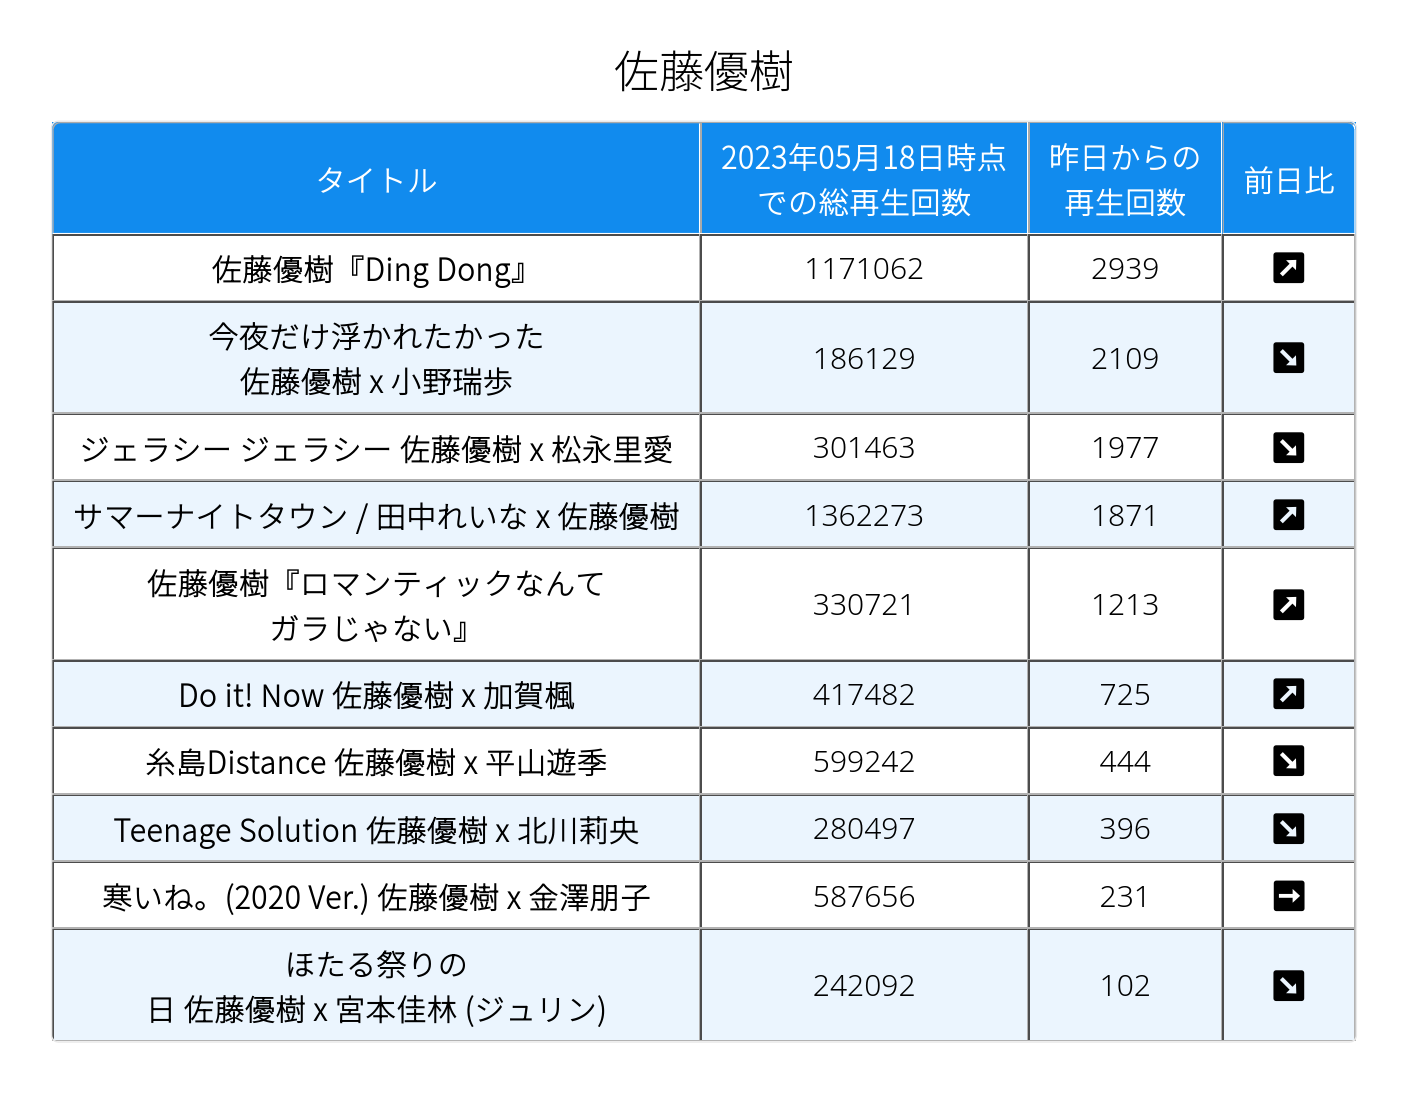 佐藤優樹
タイトル
2023年05月18日時点
での総再生回数
昨日からの
再生回数
前日比
佐藤優樹『Ding Dong』
1171062
2939
今夜だけ浮かれたかった
佐藤優樹 x 小野瑞歩
186129
2109
ジェラシー ジェラシー 佐藤優樹 x 松永里愛
301463
1977
サマーナイトタウン / 田中れいな x 佐藤優樹
1362273
1871
佐藤優樹『ロマンティックなんて
ガラじゃない』
330721
1213
Do it! Now 佐藤優樹 x 加賀楓
417482
725
糸島Distance 佐藤優樹 x 平山遊季
599242
444
Teenage Solution 佐藤優樹 x 北川莉央
280497
396
寒いね。(2020 Ver.) 佐藤優樹 x 金澤朋子
587656
231
ほたる祭りの
日 佐藤優樹 x 宮本佳林 (ジュリン)
242092
102